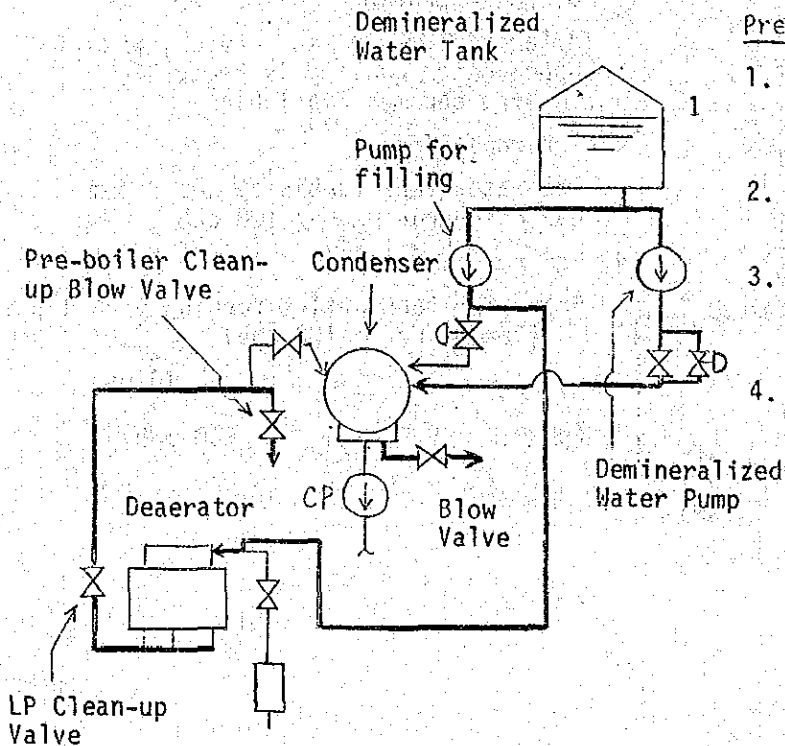 Demineralized
Water Tank
Pre
1.
1
Pump for
filling
2.
Pre-boiler Clean-
up Blow Valve
Condenser
3.
4.
Demineralized
Water Pump
CP
Blow
Valve
Deaerator
LP Clean-up
Valve